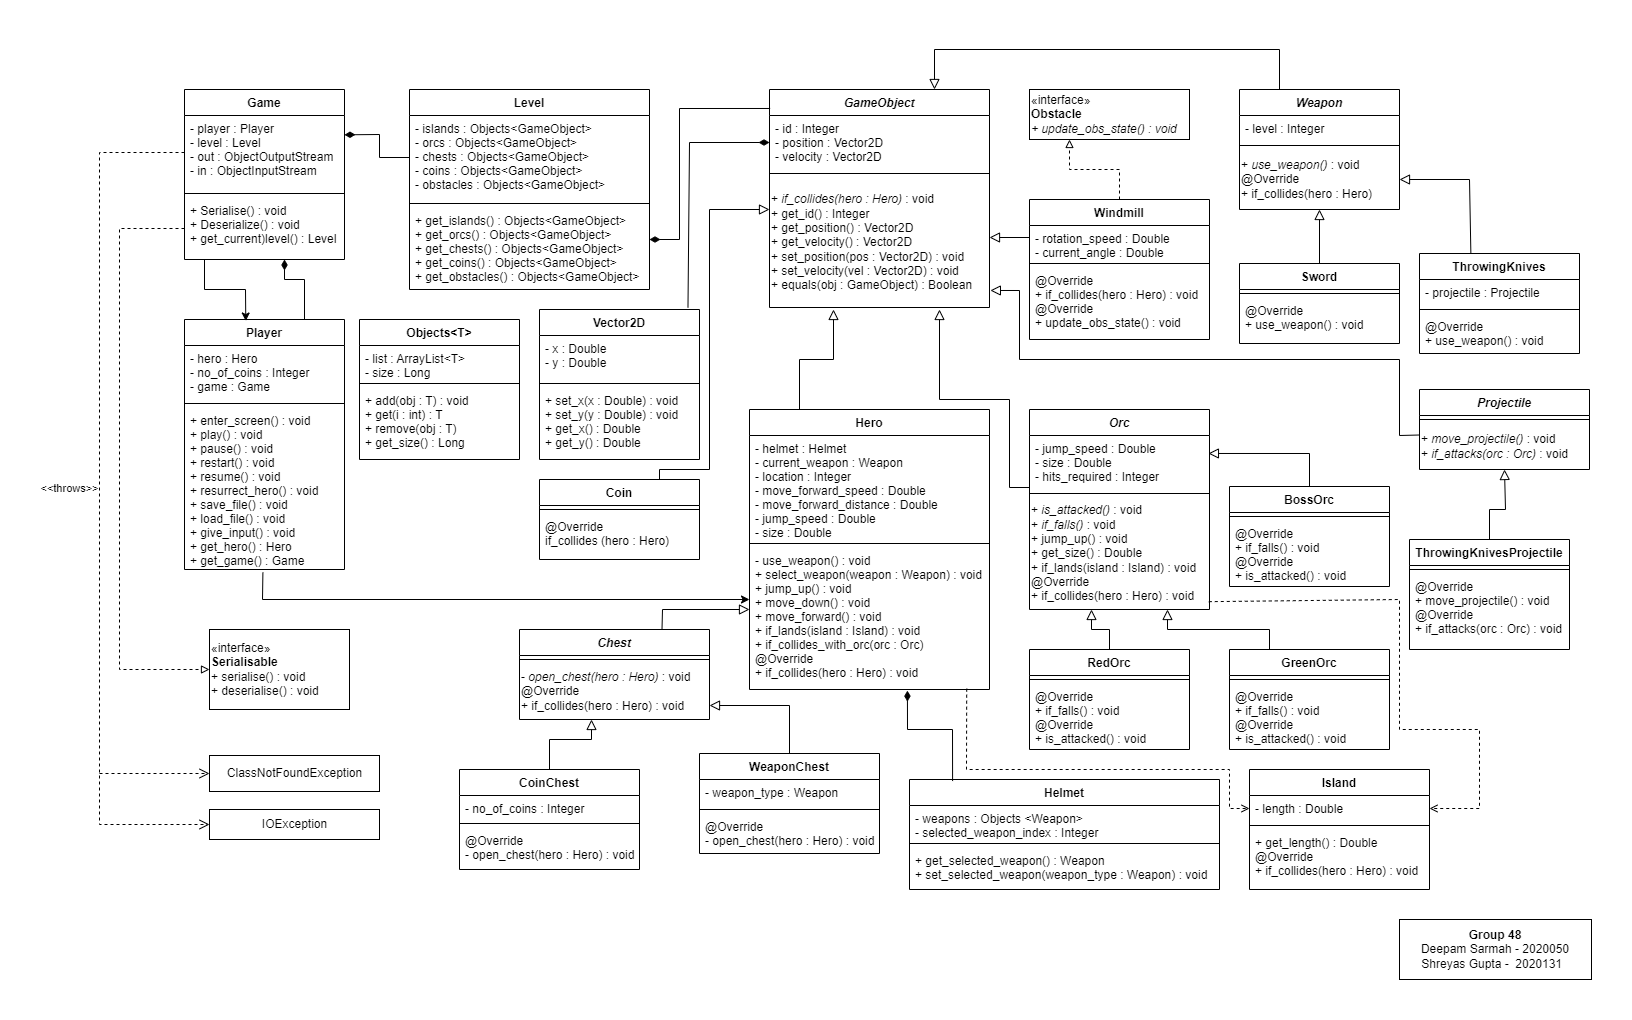 Game
- player : Player
- level : Level
- out : ObjectOutputStream
- in : ObjectInputStream
+ Serialise() : void
+ Deserialize() : void
+ get_current)level() : Level
Level
- islands : Objects<GameObject>
- orcs : Objects<GameObject>
- chests : Objects<GameObject>
- coins : Objects<GameObject>
- obstacles : Objects<GameObject>
+ get_islands() : Objects<GameObject>
+ get_orcs() : Objects<GameObject>
+ get_chests() : Objects<GameObject>
+ get_coins() : Objects<GameObject>
+ get_obstacles() : Objects<GameObject>
GameObject
- id : Integer
- position : Vector2D
- velocity : Vector2D
+ if_collides(hero : Hero) : void
+ get_id() : Integer
+ get_position() : Vector2D
+ get_velocity() : Vector2D
+ set_position(pos : Vector2D) : void
+ set_velocity(vel : Vector2D) : void
+ equals(obj : GameObject) : Boolean
«interface»
Obstacle
+ update_obs_state() : void
Weapon
- level : Integer
+ use_weapon() : void
@Override
+ if_collides(hero : Hero)
Windmill
- rotation_speed : Double
- current_angle : Double
@Override
+ if_collides(hero : Hero) : void
@Override
+ update_obs_state() : void
Sword
@Override
+ use_weapon() : void
ThrowingKnives
- projectile : Projectile
@Override
+ use_weapon() : void
Player
- hero : Hero
- no_of_coins : Integer
- game : Game
+ enter_screen() : void
+ play() : void
+ pause() : void
+ restart() : void
+ resume() : void
+ resurrect_hero() : void
+ save_file() : void
+ load_file() : void
+ give_input() : void
+ get_hero() : Hero
+ get_game() : Game
Objects<T>
- list : ArrayList<T>
- size : Long
+ add(obj : T) : void
+ get(i : int) : T
+ remove(obj : T)
+ get_size() : Long
Vector2D
- x : Double
- y : Double
+ set_x(x : Double) : void
+ set_y(y : Double) : void
+ get_x() : Double
+ get_y() : Double
Coin
@Override
if_collides (hero : Hero)
Hero
- helmet : Helmet
- current_weapon : Weapon
- location : Integer
- move_forward_speed : Double
- move_forward_distance : Double
- jump_speed : Double
- size : Double
- use_weapon() : void
+ select_weapon(weapon : Weapon) : void
+ jump_up() : void
+ move_down() : void
+ move_forward() : void
+ if_lands(island : Island) : void
+ if_collides_with_orc(orc : Orc)
@Override
+ if_collides(hero : Hero) : void
Orc
- jump_speed : Double
- size : Double
- hits_required : Integer
+ is_attacked() : void
+ if_falls() : void
+ jump_up() : void
+ get_size() : Double
+ if_lands(island : Island) : void
@Override
+ if_collides(hero : Hero) : void
Projectile
+ move_projectile() : void
+ if_attacks(orc : Orc) : void
BossOrc
@Override
+ if_falls() : void
@Override
+ is_attacked() : void
ThrowingKnivesProjectile
@Override
+ move_projectile() : void
@Override
+ if_attacks(orc : Orc) : void
<<throws>>
«interface»
Serialisable
+ serialise() : void
+ deserialise() : void
Chest
- open_chest(hero : Hero) : void
@Override
+ if_collides(hero : Hero) : void
RedOrc
@Override
+ if_falls() : void
@Override
+ is_attacked() : void
GreenOrc
@Override
+ if_falls() : void
@Override
+ is_attacked() : void
ClassNotFoundException
IOException
CoinChest
- no_of_coins : Integer
@Override
- open_chest(hero : Hero) : void
WeaponChest
- weapon_type : Weapon
@Override
- open_chest(hero : Hero) : void
Helmet
- weapons : Objects <Weapon>
- selected_weapon_index : Integer
+ get_selected_weapon() : Weapon
+ set_selected_weapon(weapon_type : Weapon) : void
Island
- length : Double
+ get_length() : Double
@Override
+ if_collides(hero : Hero) : void
Group 48
Deepam Sarmah - 2020050
Shreyas Gupta - 2020131